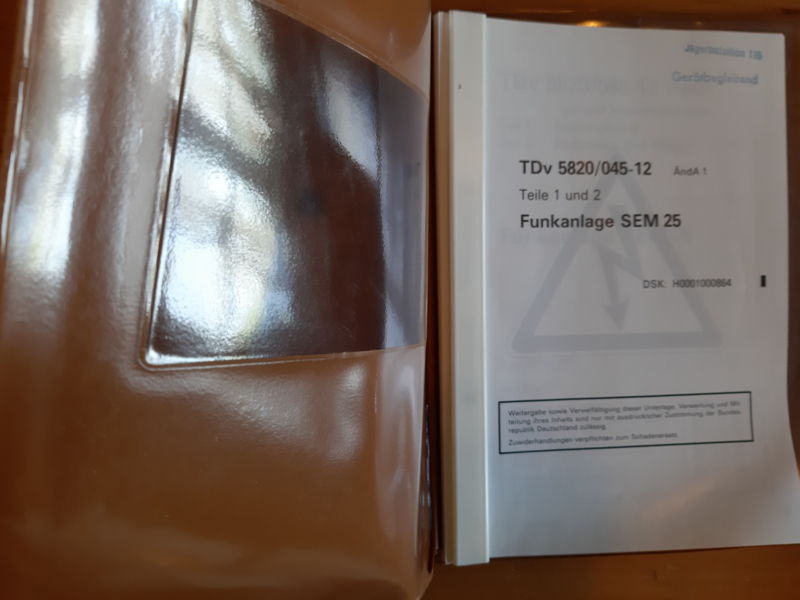 Jägerbataillon
Gerätbegleitend
TDv 5820/045-12 ÄndA 1
Teile 1 und 2
Funkanlage SEM 25
DSK: H0001000864
Weitergabe sowie Vervielfältigung dieser Unterlage, Verwertung und Mit-
teilung ihres Inhalts sind nur mit ausdrücklicher Zustimmung der Bundes-
republik Deutschland zulässig.
Zuwiderhandlungen verpflichten zum Schadenersatz